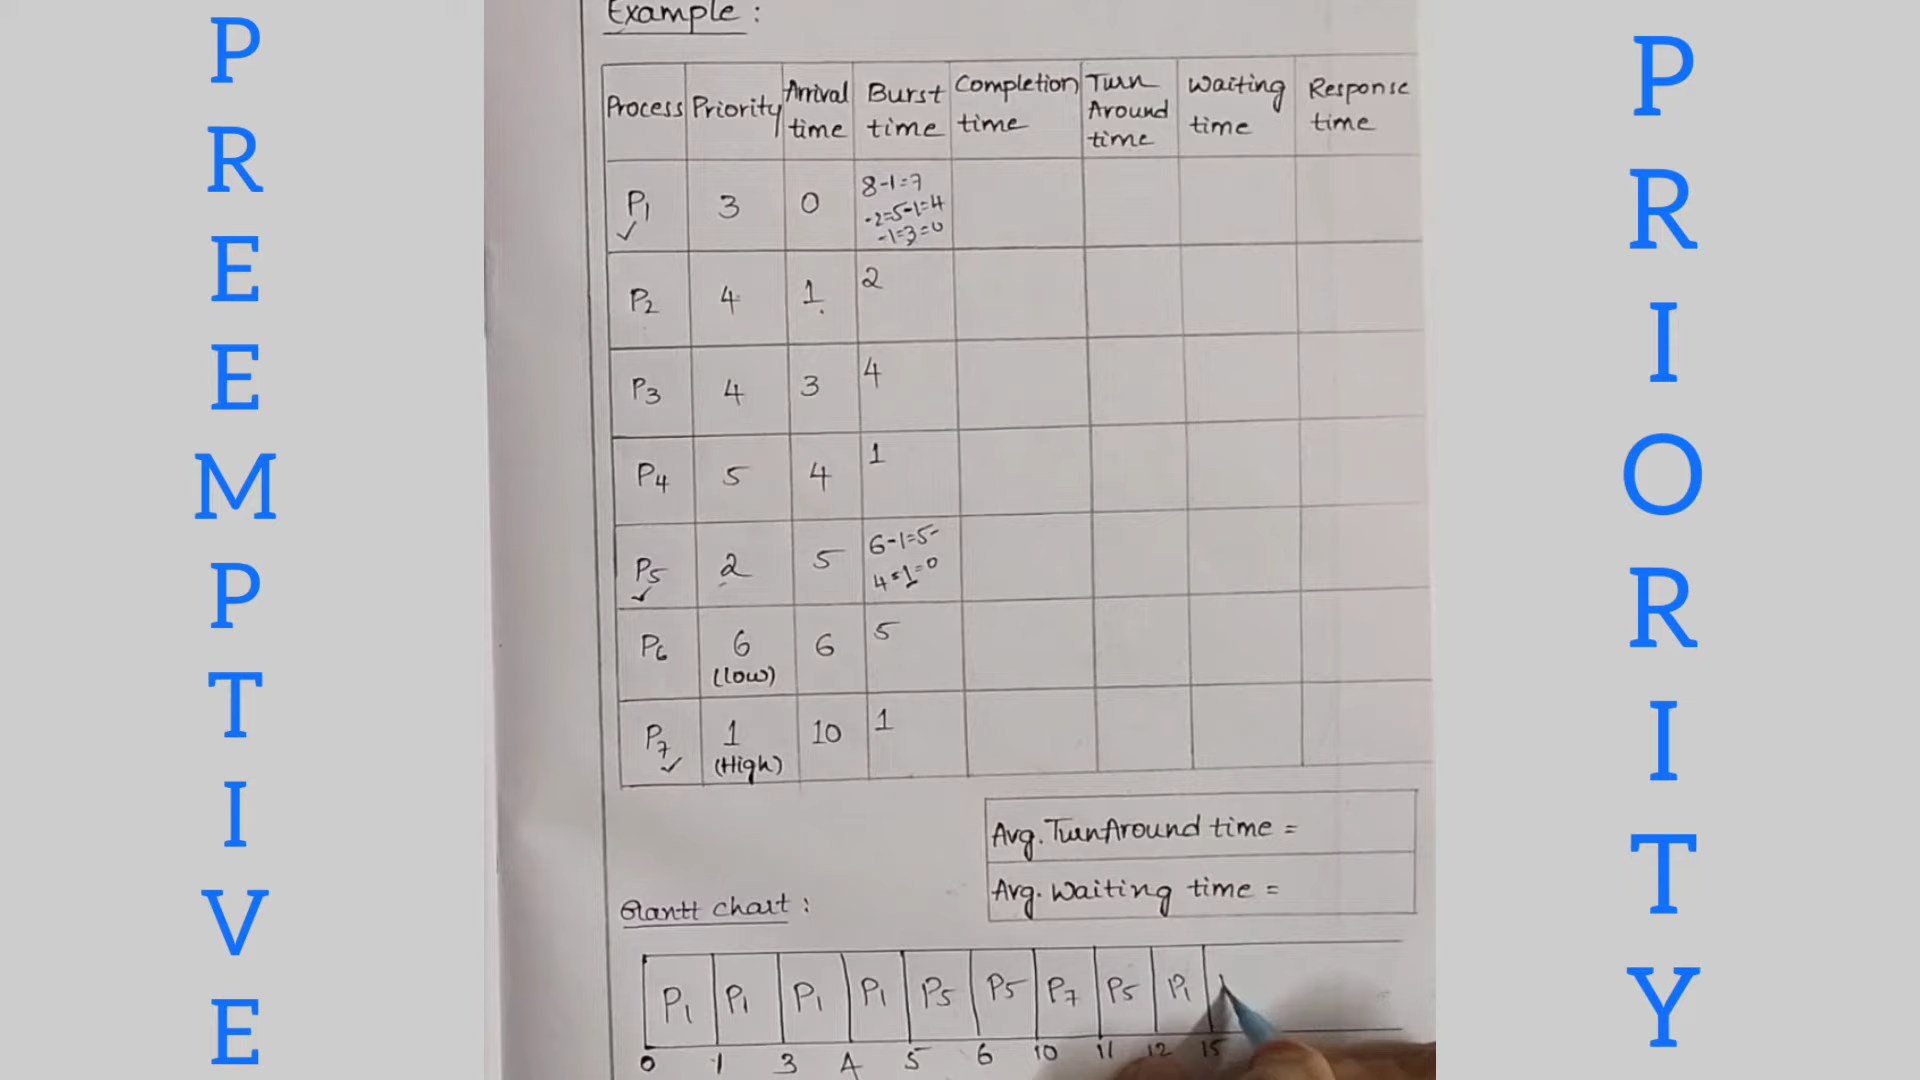 PREEMPTIVE
Example :
Process Priority Arrival time Burst time Completion time Turn Around time Waiting time Response time
P1 3 0 8-1=7
-2=5-1=4
-1=3=0
P2 4 1 2
P3 4 3 4
P4 5 4 1
P5 2 5 6-1=5-
4=1=0
P6 6 (low) 6 5
P7 1 (High) 10 1
Avg. TurnAround time =
Avg. Waiting time =
Gantt chart :
P1 P1 P1 P1 P5 P5 P7 P5 P1
0 1 3 4 5 6 10 11 12 15
PRIORITY